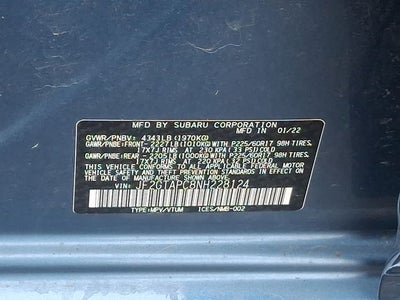 MFD. BY SUBARU CORPORATION
MADE IN JAPAN 01/22
GVWR/PNBV: 4343LB (1970KG)
GAWR/PNBE: FRONT- 2227LB (1010KG) WITH P225/60R17 98H TIRES,
17X7J RIMS AT 230 KPA (33 PSI) COLD
GAWR/PNBE: REAR - 2205LB (1000KG) WITH P225/60R17 98H TIRES,
17X7J RIMS AT 220 KPA (32 PSI) COLD
THIS VEHICLE CONFORMS TO ALL APPLICABLE FEDERAL MOTOR
VEHICLE SAFETY AND THEFT PREVENTION STANDARDS IN
EFFECT ON THE DATE OF MANUFACTURE SHOWN ABOVE.
VIN: JF2GTAPC8NH228124
TYPE:MPV/VTUM ICES/NMB-002